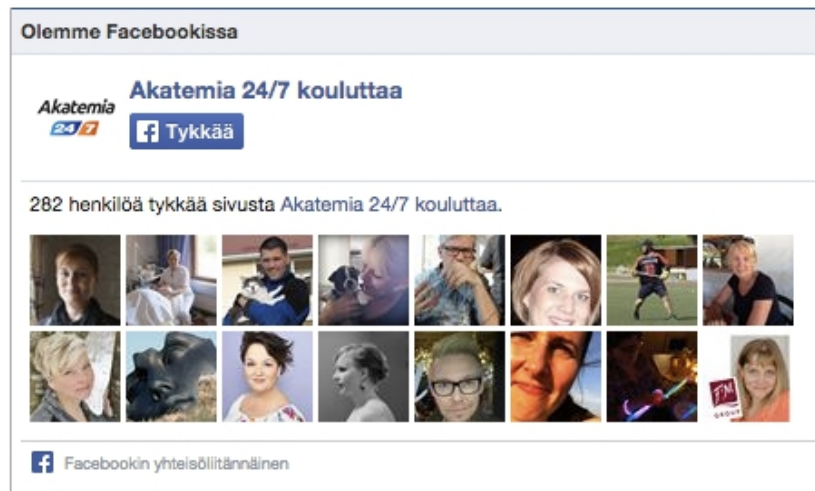 Olemme Facebookissa
Akatemia 24/7 kouluttaa
Akatemia
24/7
Tykkää
282 henkilöä tykkää sivusta Akatemia 24/7 kouluttaa.
GROUP
Facebookin yhteisöliitännäinen